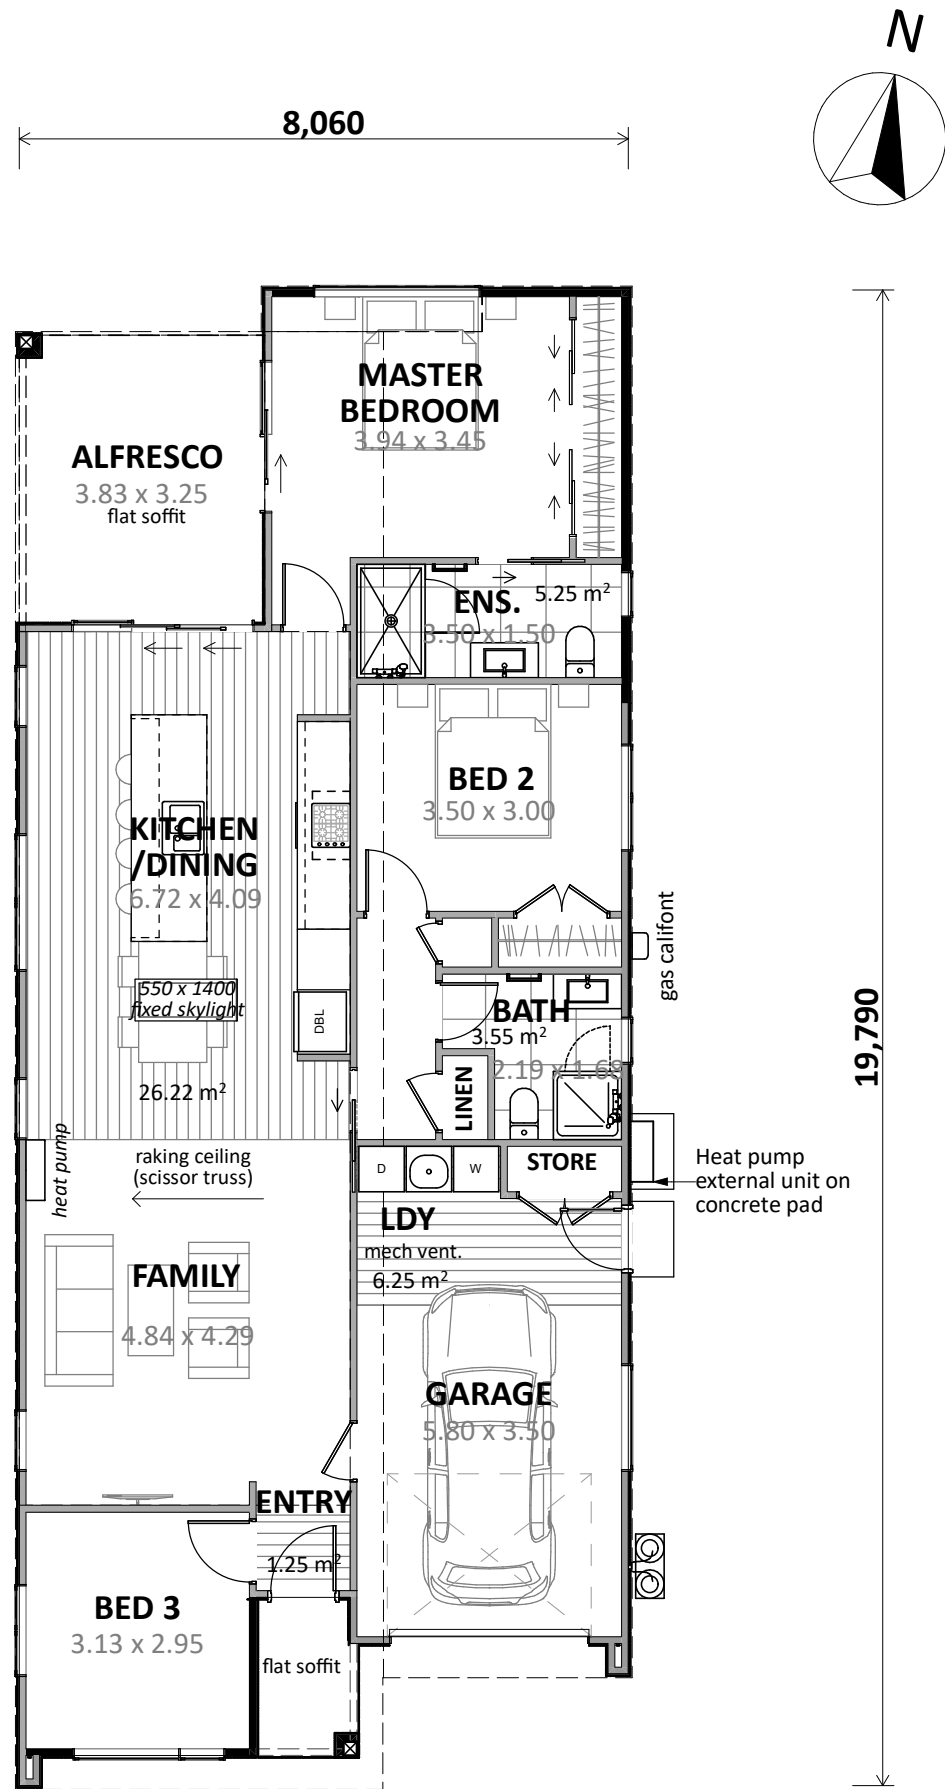 N
8,060
MASTER
BEDROOM
3.94 x 3.45
ALFRESCO
3.83 x 3.25
flat soffit
5.25 m²
ENS.
3.50 x 1.50
BED 2
3.50 x 3.00
KITCHEN
/DINING
6.72 x 4.09
gas califont
550 x 1400
fixed skylight
DBL
BATH
3.55 m²
2.19 x 1.68
19,790
26.22 m²
LINEN
heat pump
raking ceiling
(scissor truss)
D
W
STORE
Heat pump
external unit on
concrete pad
LDY
mech vent.
6.25 m²
FAMILY
4.84 x 4.29
GARAGE
5.80 x 3.50
ENTRY
1.25 m²
BED 3
3.13 x 2.95
flat soffit